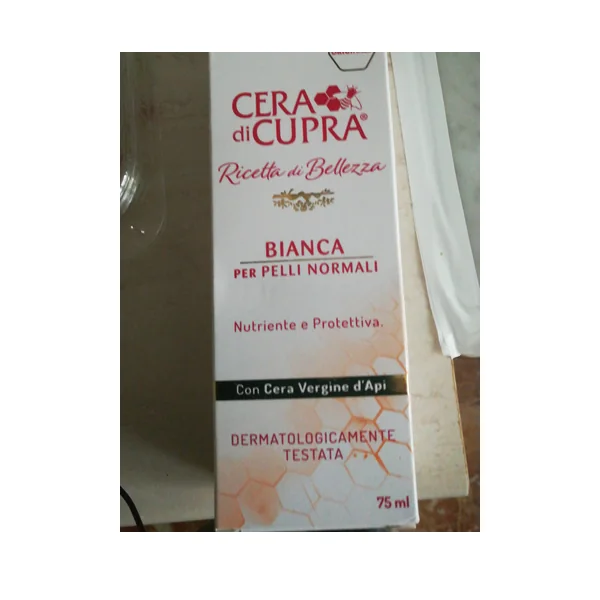 CERA
di CUPRA®
Ricetta di Bellezza
BIANCA
PER PELLI NORMALI
Nutriente e Protettiva.
Con Cera Vergine d'Api
DERMATOLOGICAMENTE
TESTATA
75 ml